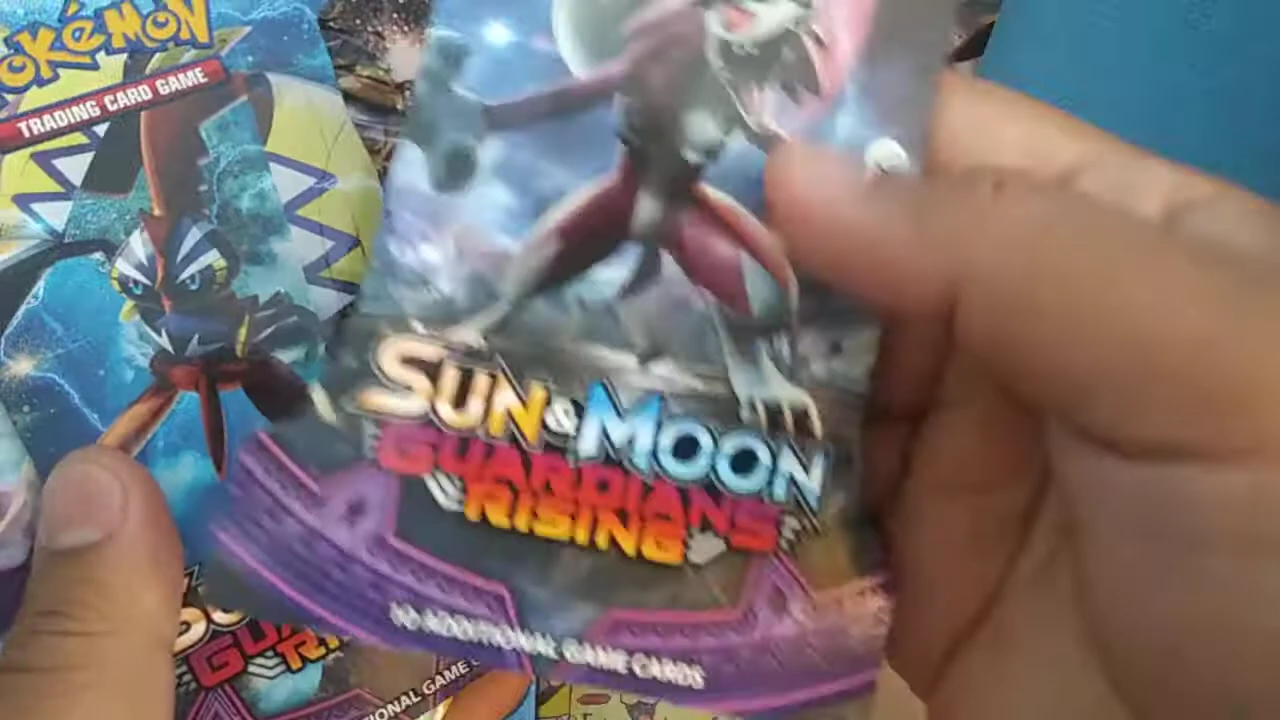 POKéMON
TRADING CARD GAME
SUN & MOON
GUARDIANS
RISING
10 ADDITIONAL GAME CARDS